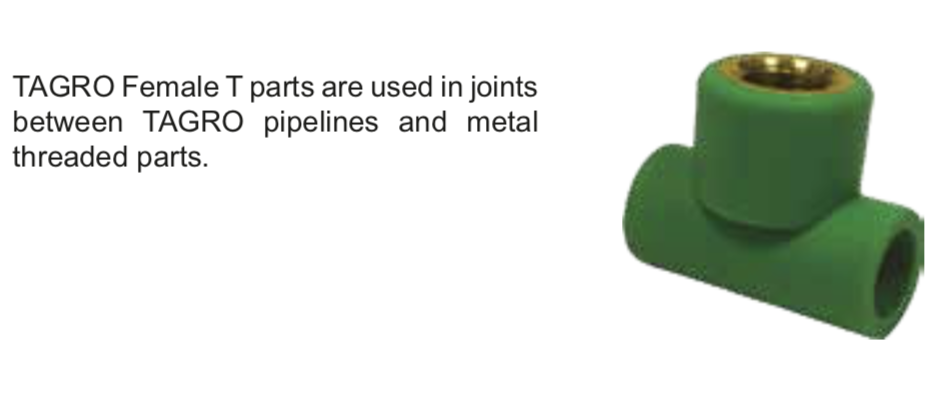 TAGRO Female T parts are used in joints
between TAGRO pipelines and metal
threaded parts.